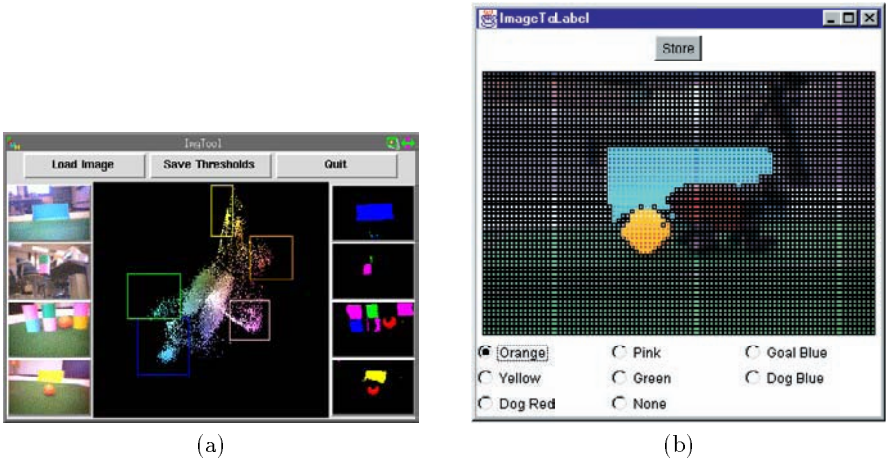 ImgTool
Load Image Save Thresholds Quit
(a)
ImageToLabel
Store
Orange Pink Goal Blue
Yellow Green Dog Blue
Dog Red None
(b)